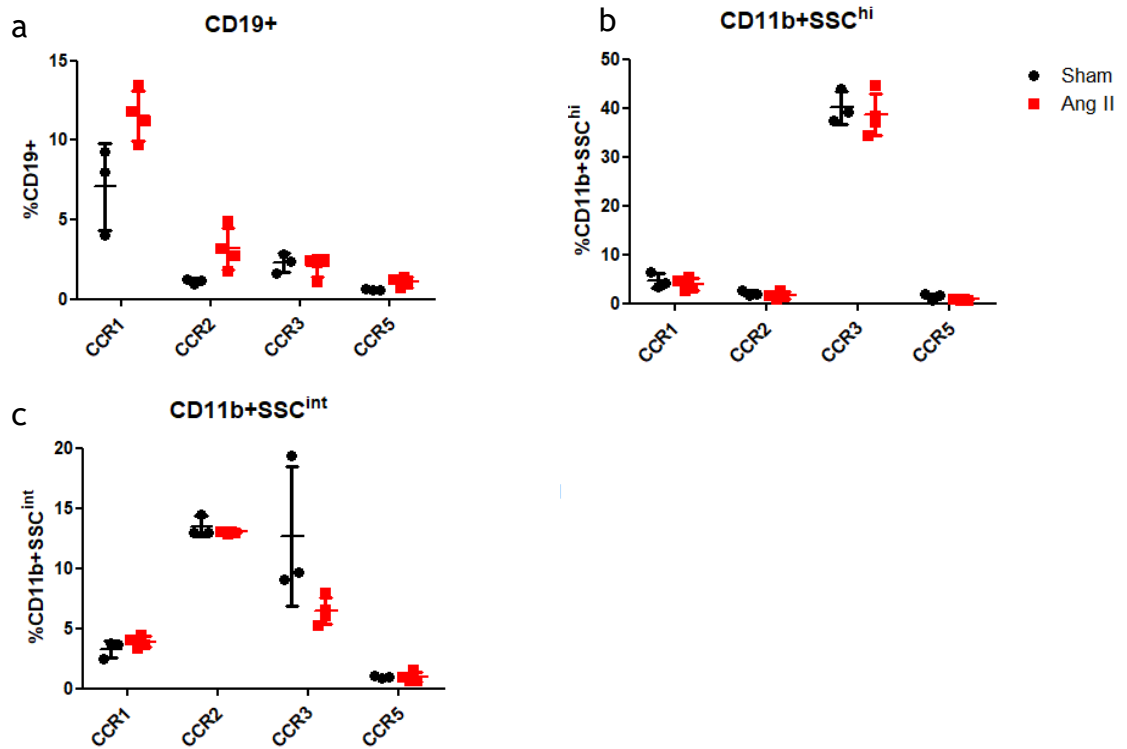 a
CD19+
%CD19+
15
10
5
0
CCR1
CCR2
CCR3
CCR5
b
CD11b+SSChi
%CD11b+SSChi
50
40
30
20
10
0
CCR1
CCR2
CCR3
CCR5
Sham
Ang II
c
CD11b+SSCint
%CD11b+SSCint
20
15
10
5
0
CCR1
CCR2
CCR3
CCR5